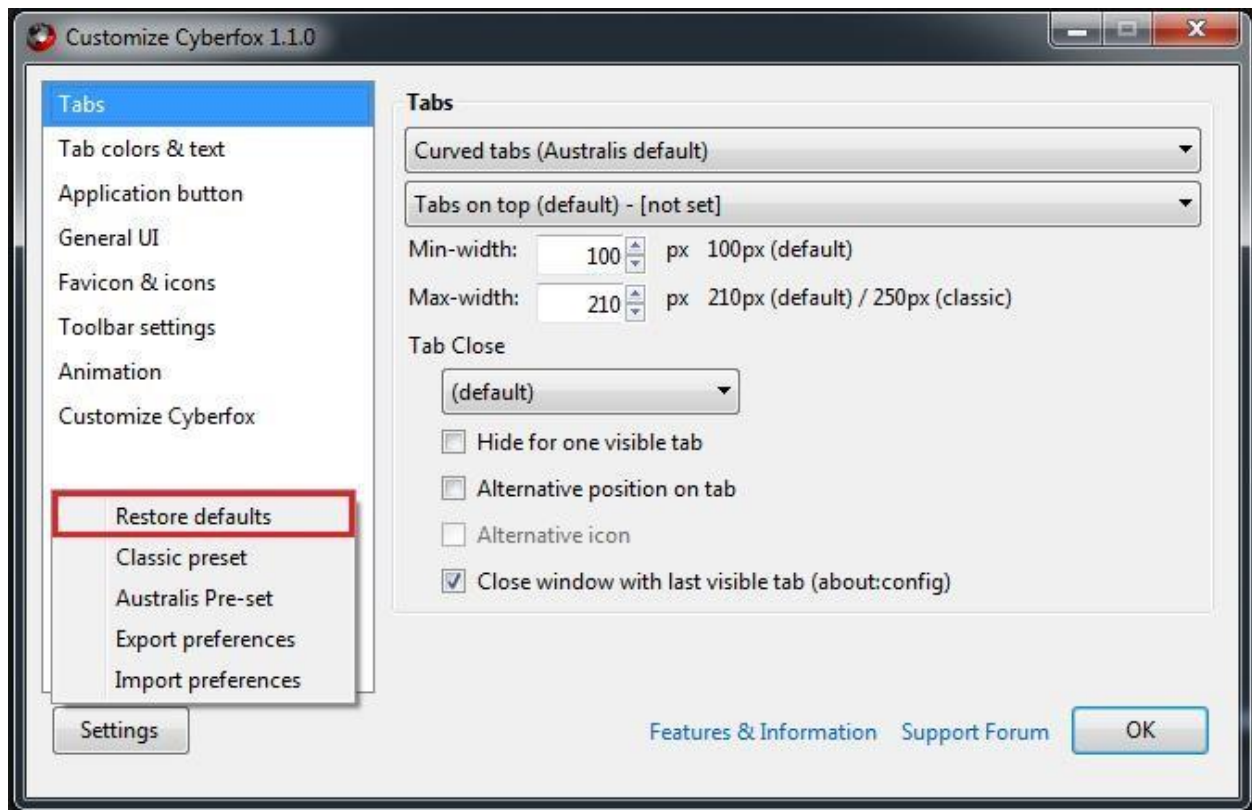 Customize Cyberfox 1.1.0
Tabs
Tab colors & text
Application button
General UI
Favicon & icons
Toolbar settings
Animation
Customize Cyberfox
Restore defaults
Classic preset
Australis Pre-set
Export preferences
Import preferences
Settings
Tabs
Curved tabs (Australis default)
Tabs on top (default) - [not set]
Min-width: 100 px 100px (default)
Max-width: 210 px 210px (default) / 250px (classic)
Tab Close
(default)
Hide for one visible tab
Alternative position on tab
Alternative icon
Close window with last visible tab (about:config)
Features & Information Support Forum OK